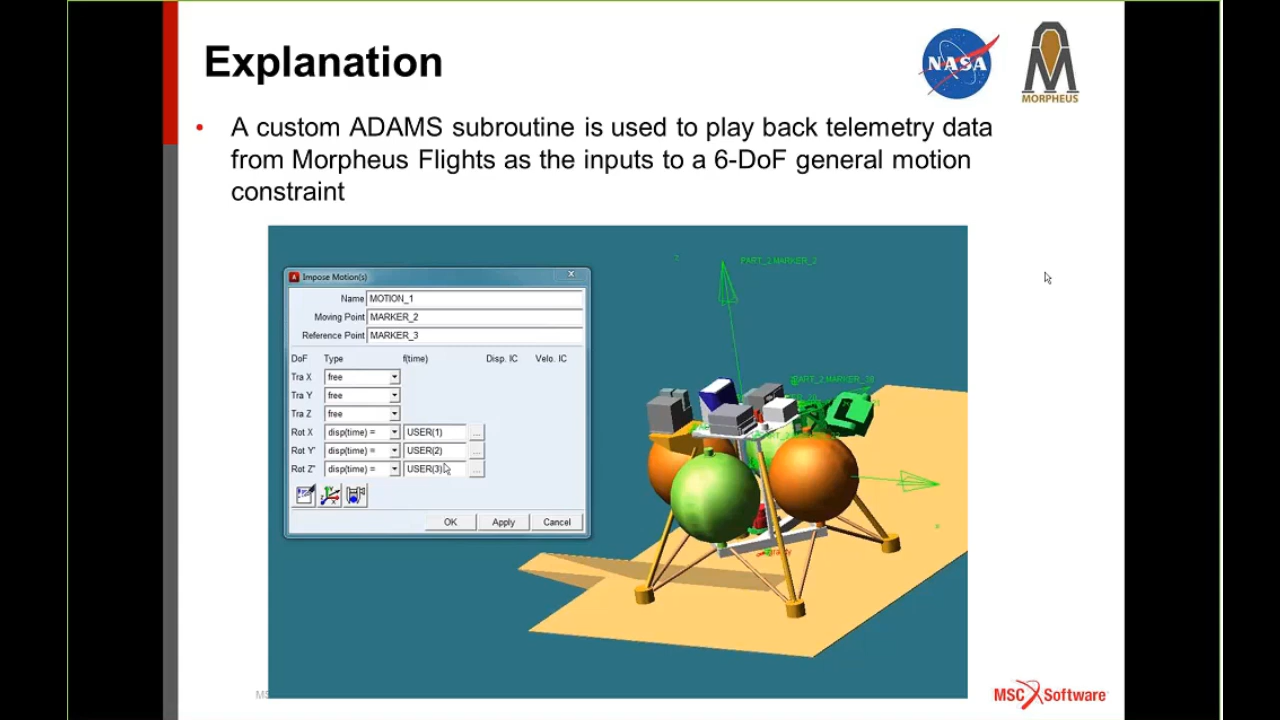 Explanation
NASA
MORPHEUS
• A custom ADAMS subroutine is used to play back telemetry data
from Morpheus Flights as the inputs to a 6-DoF general motion
constraint
Impose Motion(s)
Name MOTION_1
Moving Point MARKER_2
Reference Point MARKER_3
DoF Type f(time) Disp. IC Velo. IC
Tra X free
Tra Y free
Tra Z free
Rot X disp(time) = USER(1) ...
Rot Y' disp(time) = USER(2) ...
Rot Z" disp(time) = USER(3) ...
OK Apply Cancel
PART_2.MARKER_2
MSC Software